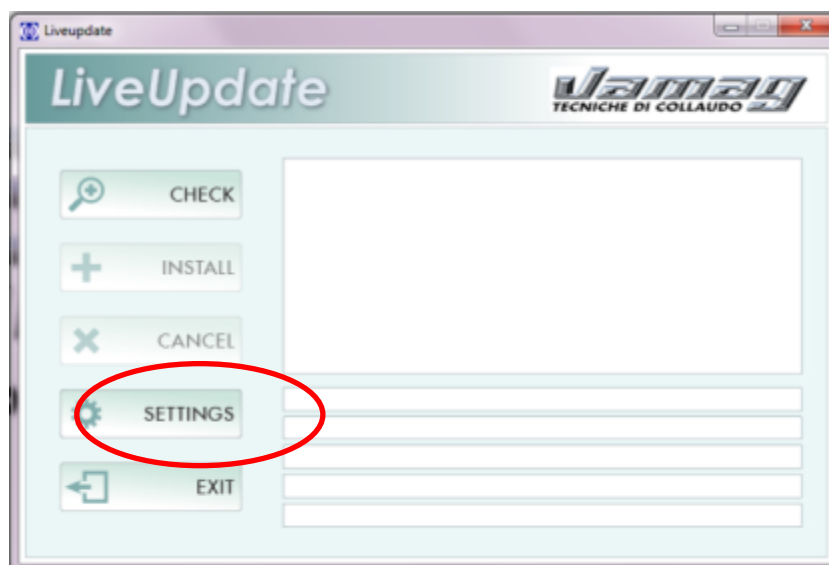 Liveupdate
LiveUpdate
vamag
TECNICHE DI COLLAUDO
CHECK
INSTALL
CANCEL
SETTINGS
EXIT